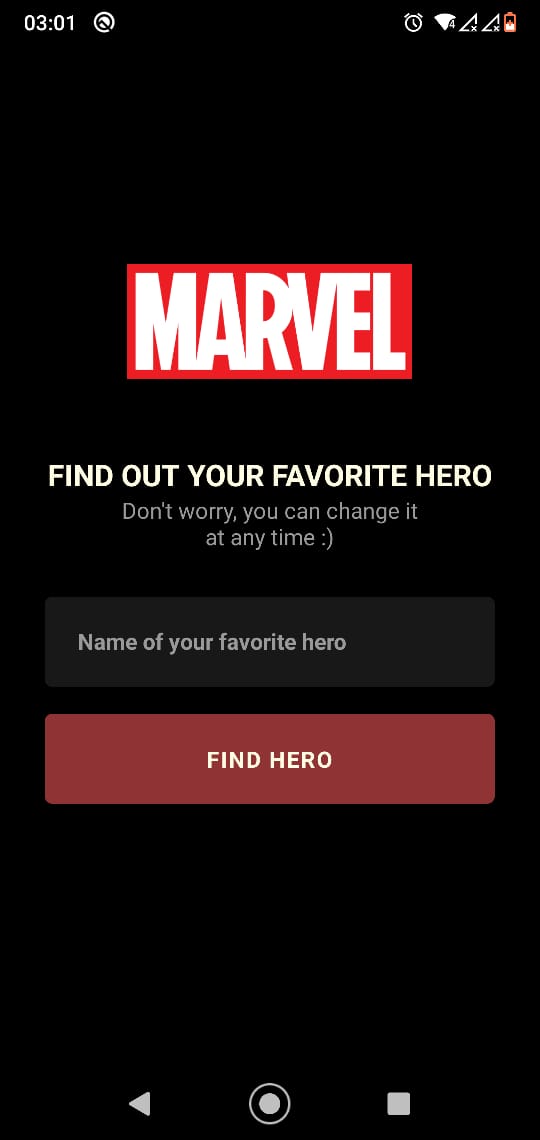 03:01
4
MARVEL
FIND OUT YOUR FAVORITE HERO
Don't worry, you can change it
at any time :)
Name of your favorite hero
FIND HERO